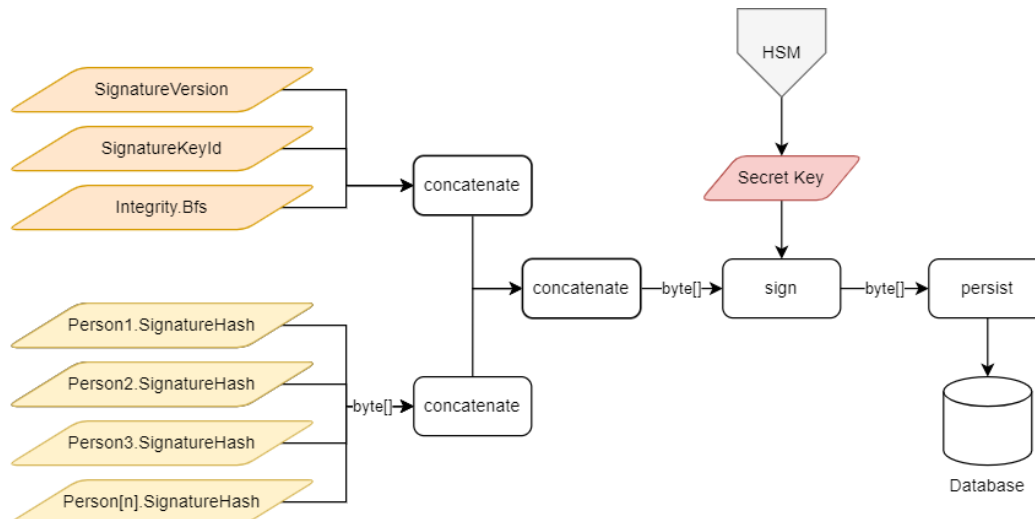 HSM
SignatureVersion
SignatureKeyId
Integrity.Bfs
concatenate
Secret Key
concatenate
byte[]
sign
byte[]
persist
Person1.SignatureHash
Person2.SignatureHash
Person3.SignatureHash
Person[n].SignatureHash
byte[]
concatenate
Database